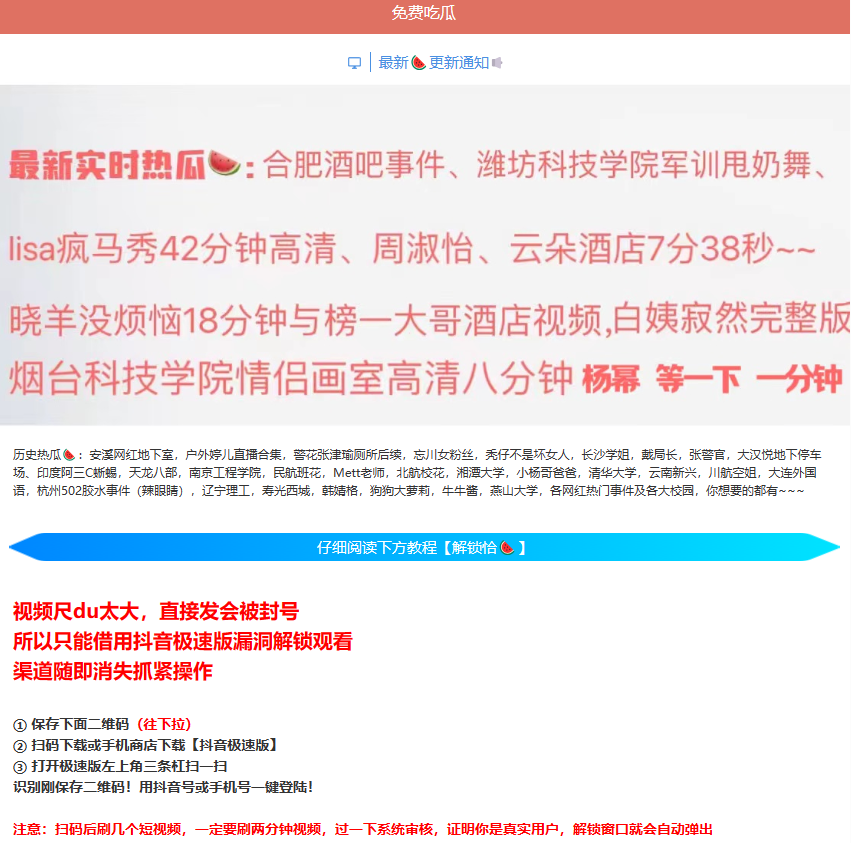 免费吃瓜
最新🍉更新通知
最新实时热瓜🍉:合肥酒吧事件、潍坊科技学院军训甩奶舞、
lisa疯马秀42分钟高清、周淑怡、云朵酒店7分38秒~~
晓羊没烦恼18分钟与榜一大哥酒店视频,白姨寂然完整版
烟台科技学院情侣画室高清八分钟 杨幂 等一下 一分钟
历史热瓜🍉：安溪网红地下室，户外婷儿直播合集，警花张津瑜厕所后续，忘川女粉丝，秃仔不是坏女人，长沙学姐，戴局长，张警官，大汉悦地下停车
场、印度阿三C蜥蜴，天龙八部，南京工程学院，民航班花，Mett老师，北航校花，湘潭大学，小杨哥爸爸，清华大学，云南新兴，川航空姐，大连外国
语，杭州502胶水事件（辣眼睛），辽宁理工，寿光西城，韩婧格，狗狗大萝莉，牛牛酱，燕山大学，各网红热门事件及各大校园，你想要的都有~~~
仔细阅读下方教程【解锁恰🍉】
视频尺du太大，直接发会被封号
所以只能借用抖音极速版漏洞解锁观看
渠道随即消失抓紧操作
① 保存下面二维码（往下拉）
② 扫码下载或手机商店下载【抖音极速版】
③ 打开极速版左上角三条杠扫一扫
识别刚保存二维码！用抖音号或手机号一键登陆！
注意：扫码后刷几个短视频，一定要刷两分钟视频，过一下系统审核，证明你是真实用户，解锁窗口就会自动弹出